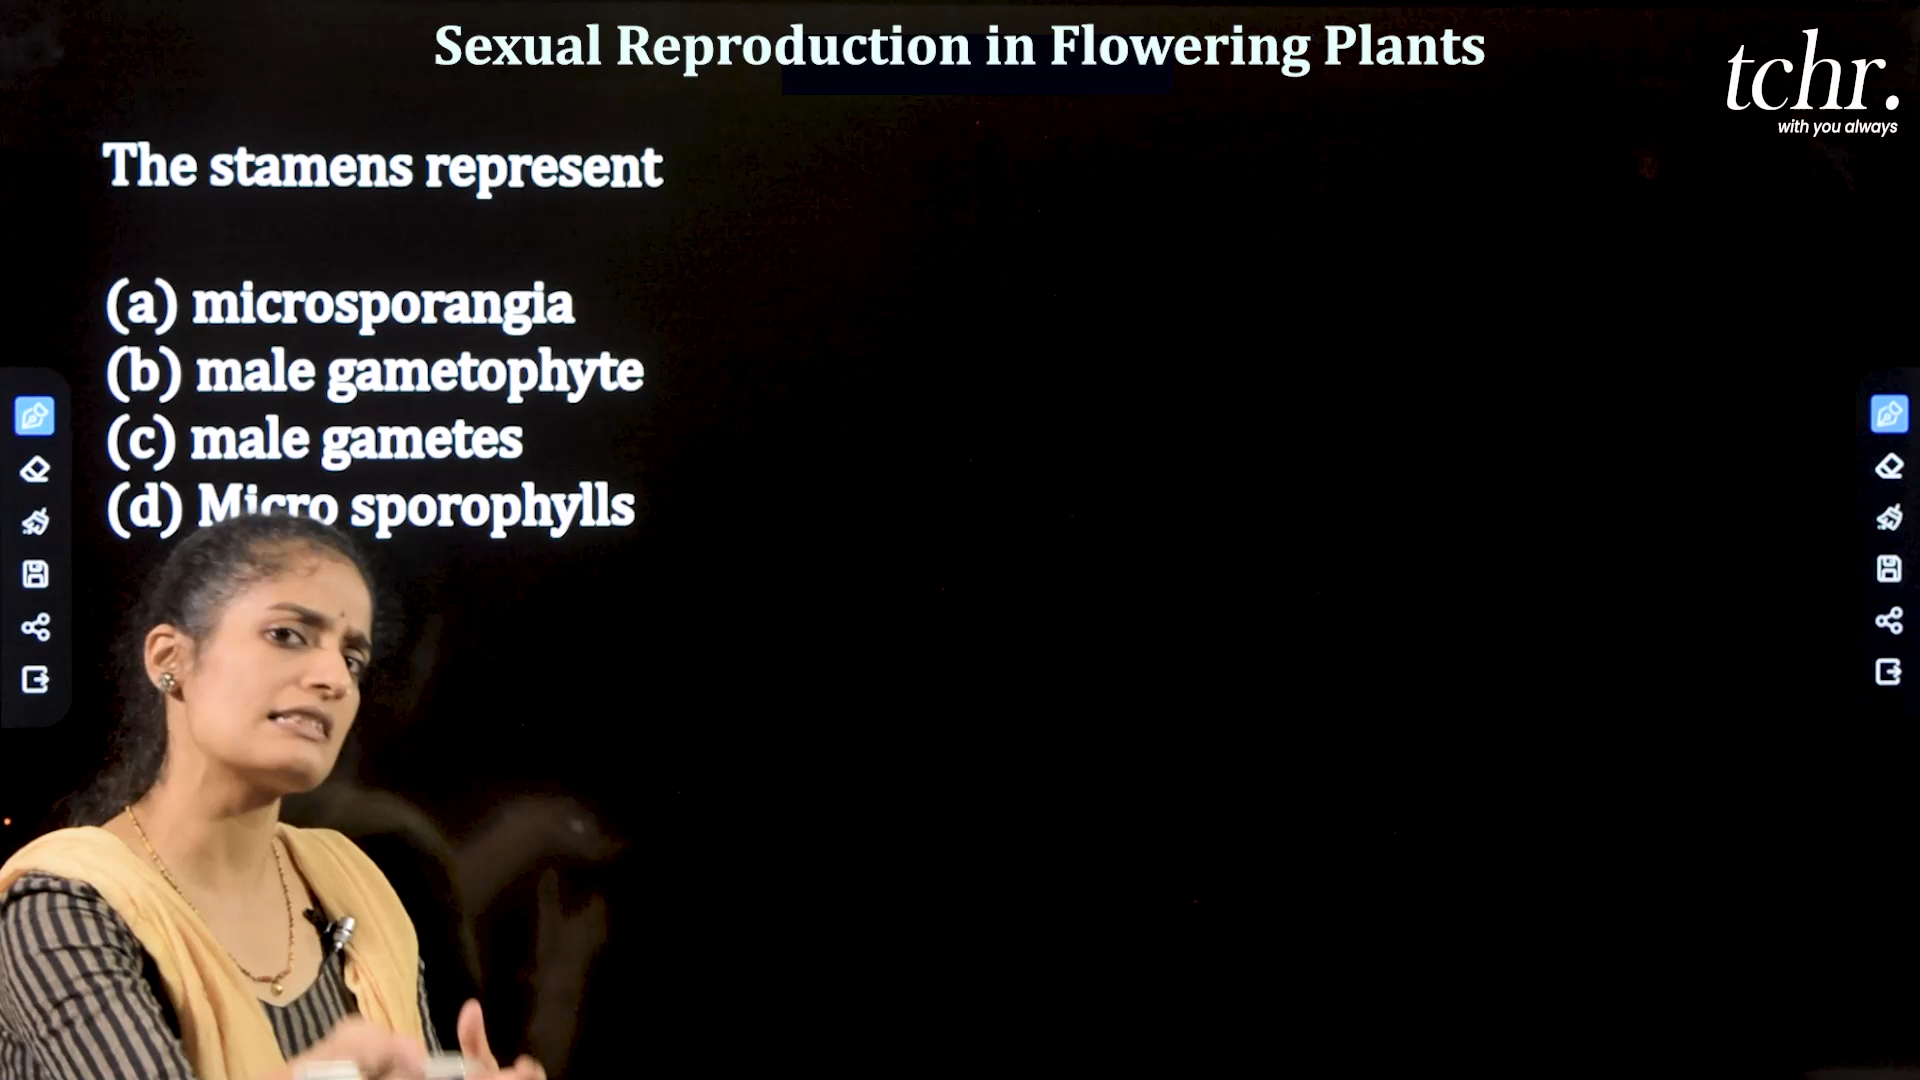 Sexual Reproduction in Flowering Plants
tchr.
with you always
The stamens represent
(a) microsporangia
(b) male gametophyte
(c) male gametes
(d) Micro sporophylls